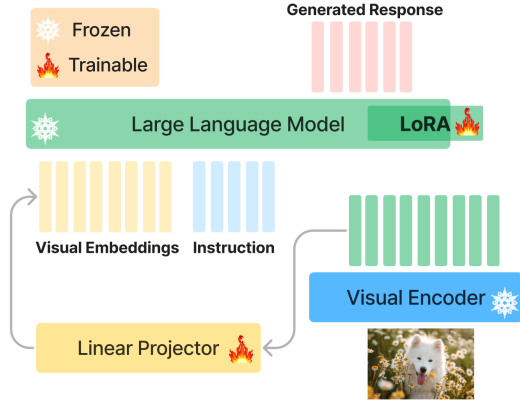 Generated Response
Frozen
Trainable
Large Language Model
LoRA
Visual Embeddings
Instruction
Visual Encoder
Linear Projector